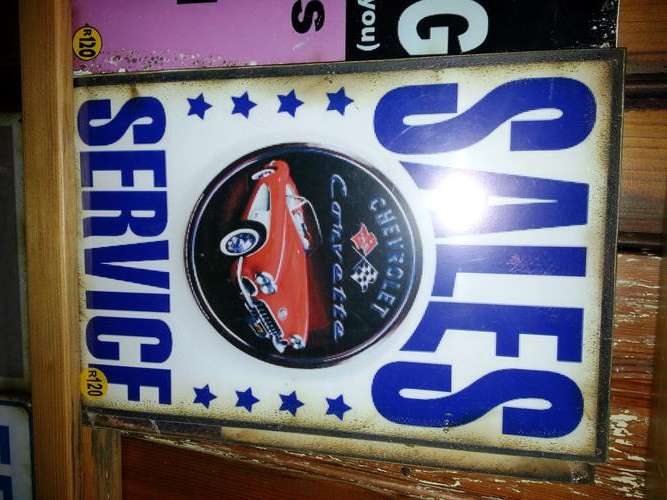 R120
S
G
you)
SALES
CHEVROLET
Corvette
SERVICE
R120